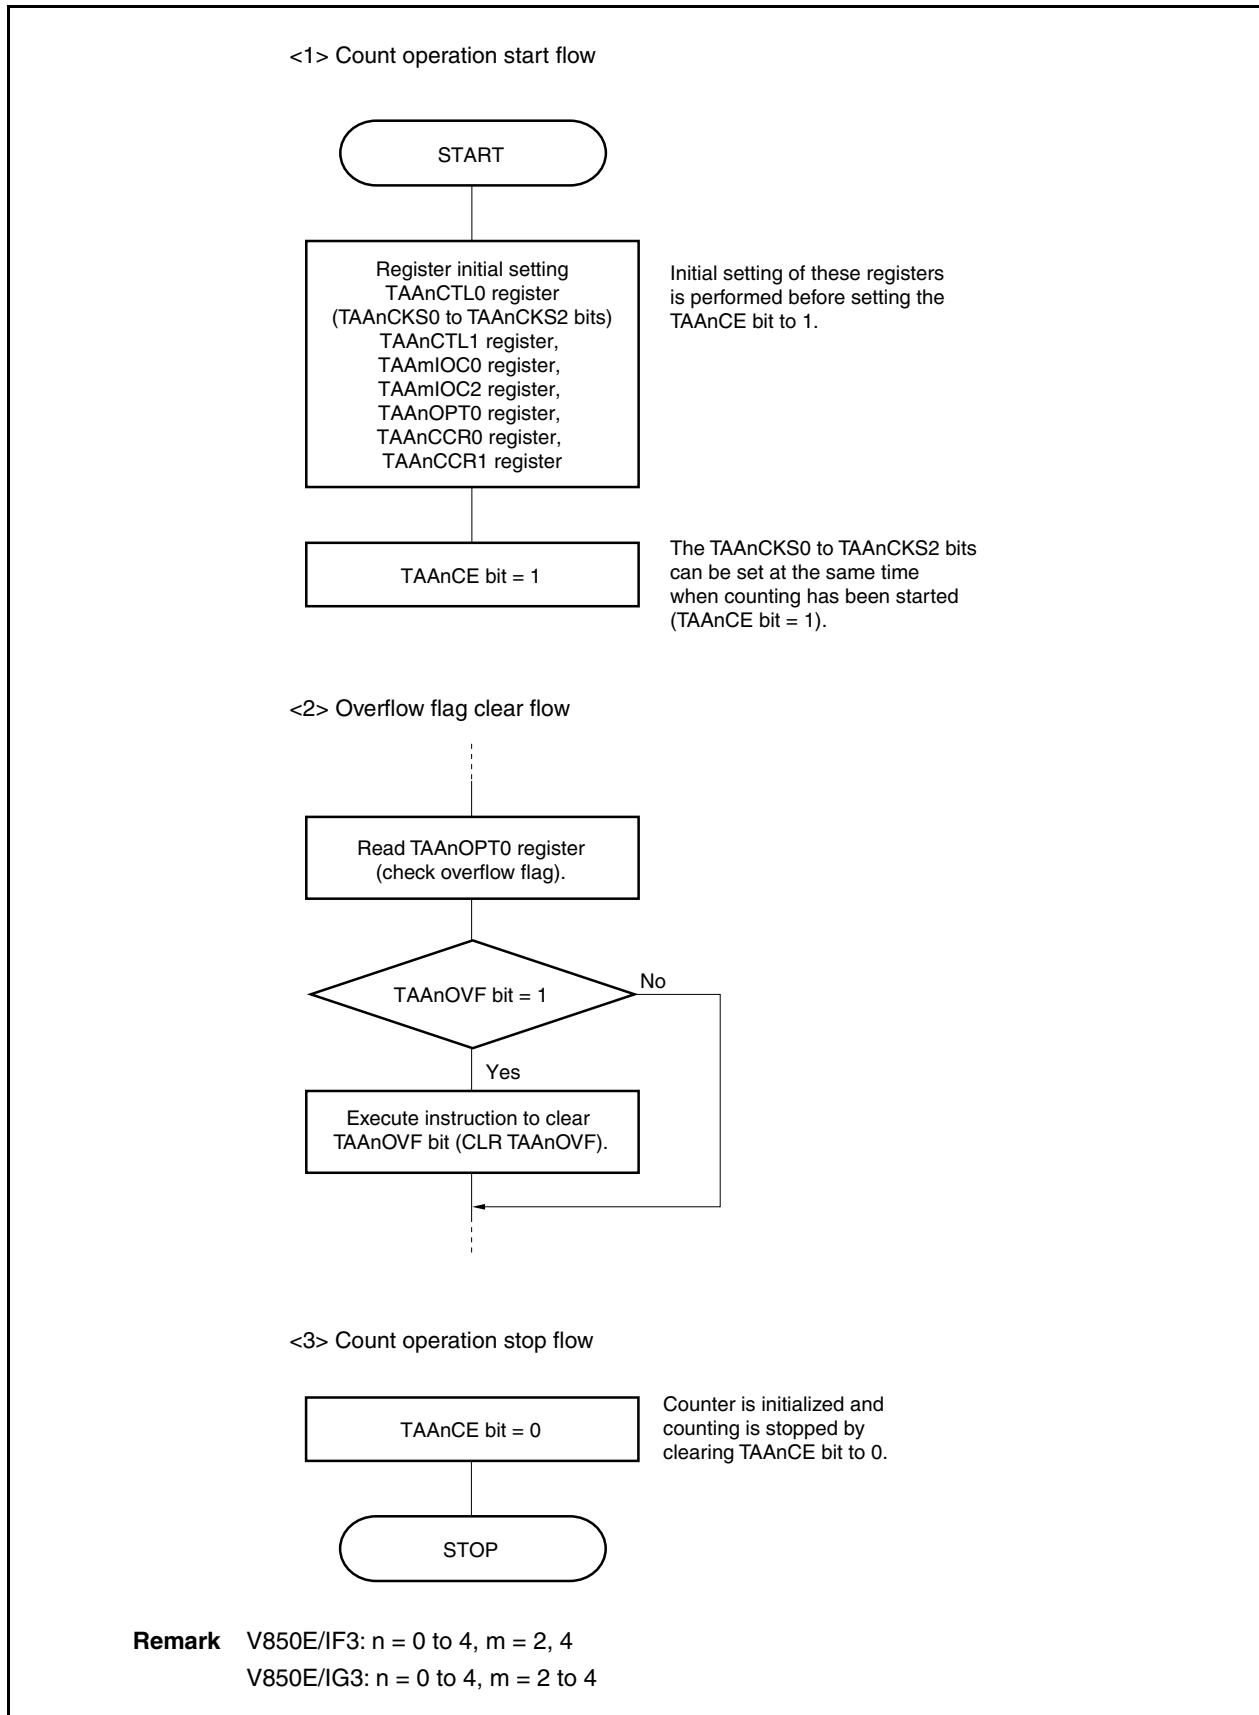 <1> Count operation start flow
START
Register initial setting
TAAnCTL0 register
(TAAnCKS0 to TAAnCKS2 bits)
TAAnCTL1 register,
TAAmIOC0 register,
TAAmIOC2 register,
TAAnOPT0 register,
TAAnCCR0 register,
TAAnCCR1 register
Initial setting of these registers
is performed before setting the
TAAnCE bit to 1.
TAAnCE bit = 1
The TAAnCKS0 to TAAnCKS2 bits
can be set at the same time
when counting has been started
(TAAnCE bit = 1).
<2> Overflow flag clear flow
Read TAAnOPT0 register
(check overflow flag).
TAAnOVF bit = 1
No
Yes
Execute instruction to clear
TAAnOVF bit (CLR TAAnOVF).
<3> Count operation stop flow
TAAnCE bit = 0
Counter is initialized and
counting is stopped by
clearing TAAnCE bit to 0.
STOP
Remark V850E/IF3: n = 0 to 4, m = 2, 4
V850E/IG3: n = 0 to 4, m = 2 to 4